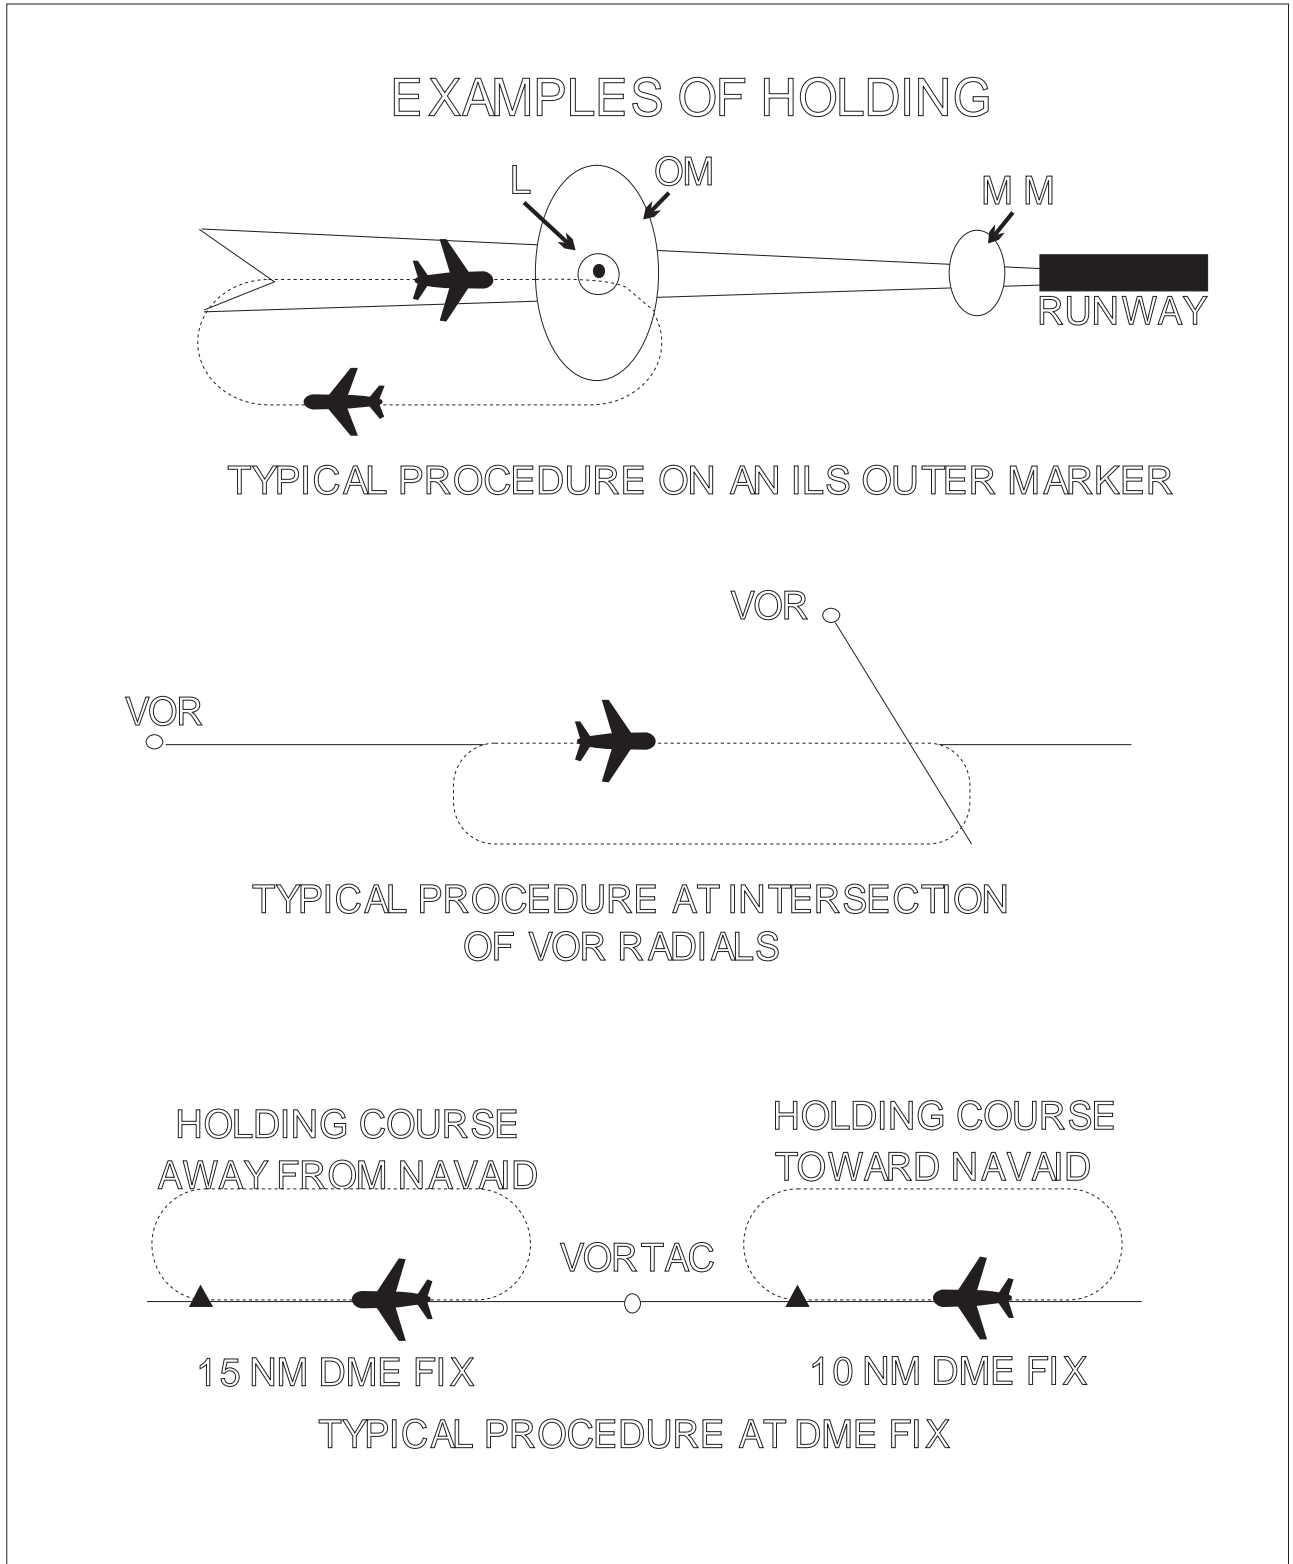 EXAMPLES OF HOLDING
L
OM
MM
RUNWAY
TYPICAL PROCEDURE ON AN ILS OUTER MARKER
VOR
VOR
TYPICAL PROCEDURE AT INTERSECTION
OF VOR RADIALS
HOLDING COURSE
AWAY FROM NAVAID
HOLDING COURSE
TOWARD NAVAID
VORTAC
15 NM DME FIX
10 NM DME FIX
TYPICAL PROCEDURE AT DME FIX